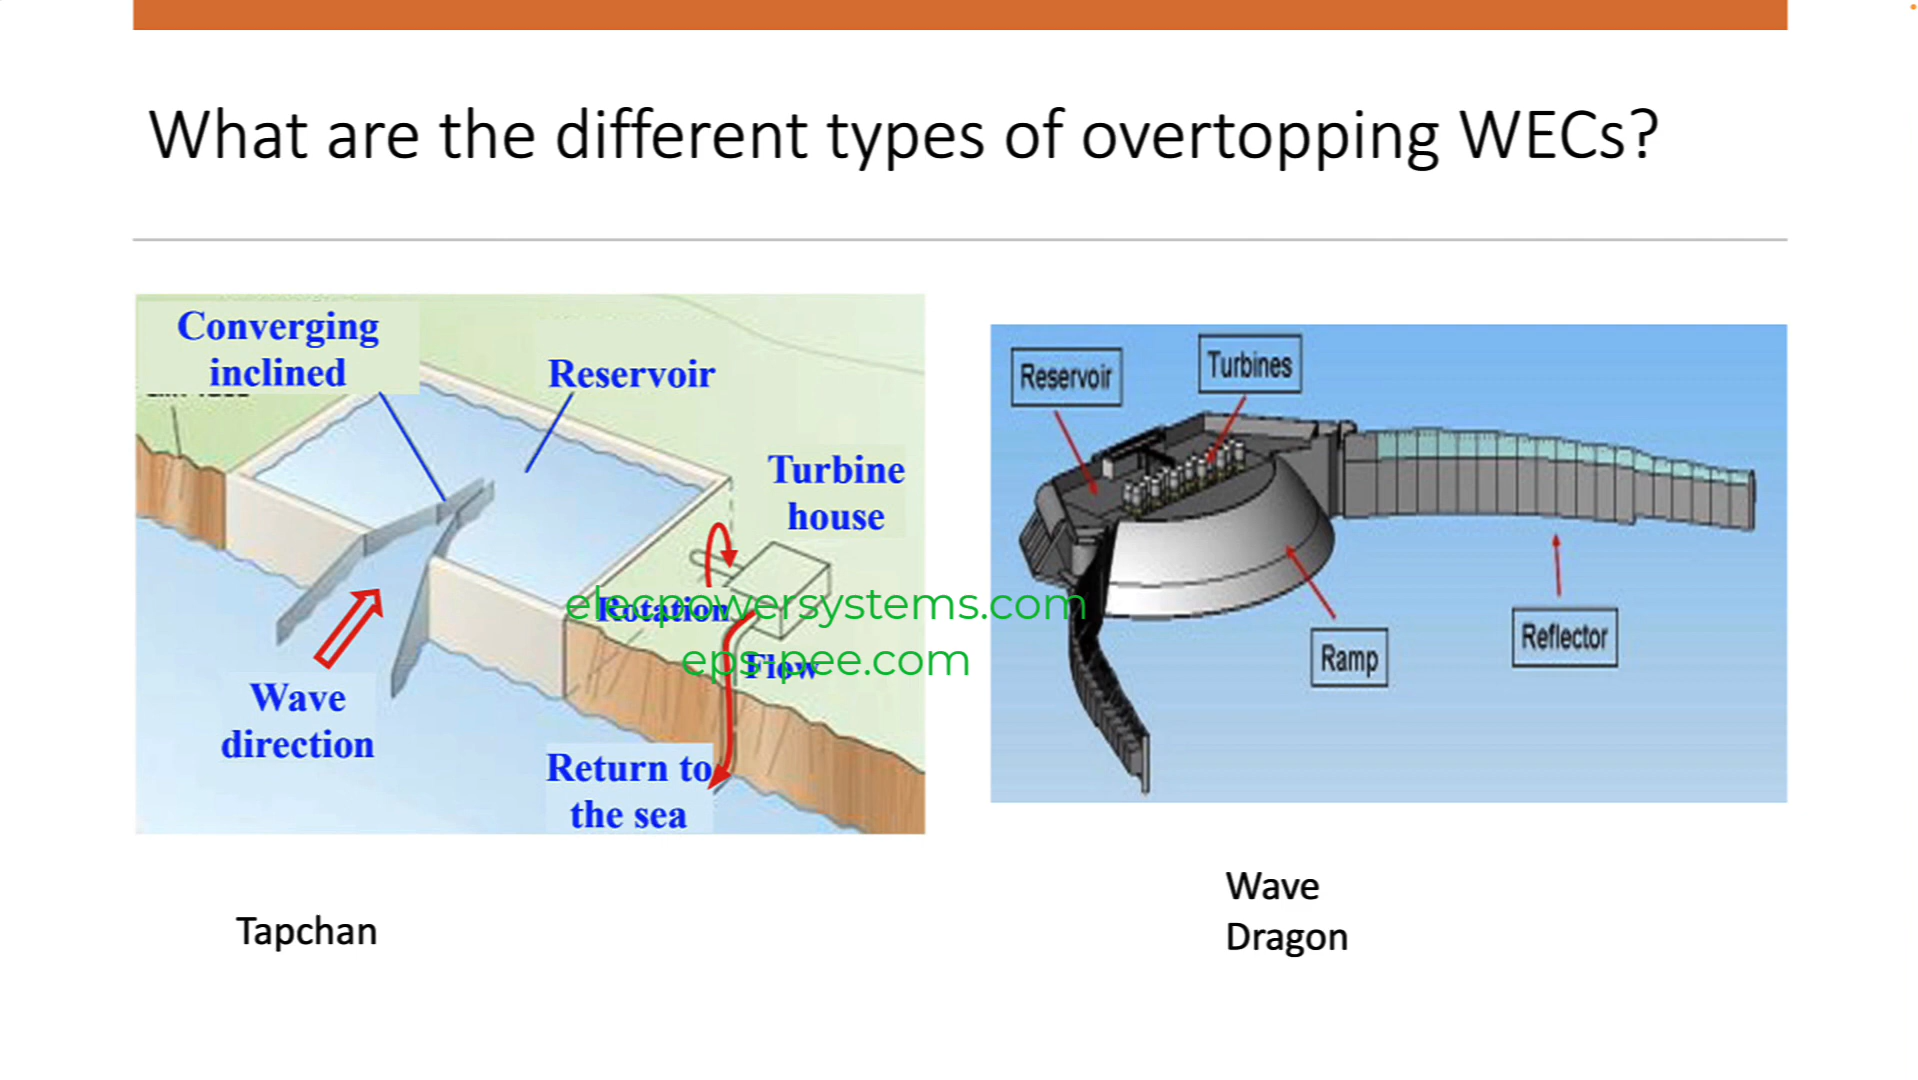 What are the different types of overtopping WECs?
Converging
inclined
Reservoir
Turbine
house
Rotation
Flow
Wave
direction
Return to
the sea
Reservoir
Turbines
Ramp
Reflector
elecpowersystems.com
eps-pee.com
Tapchan
Wave
Dragon